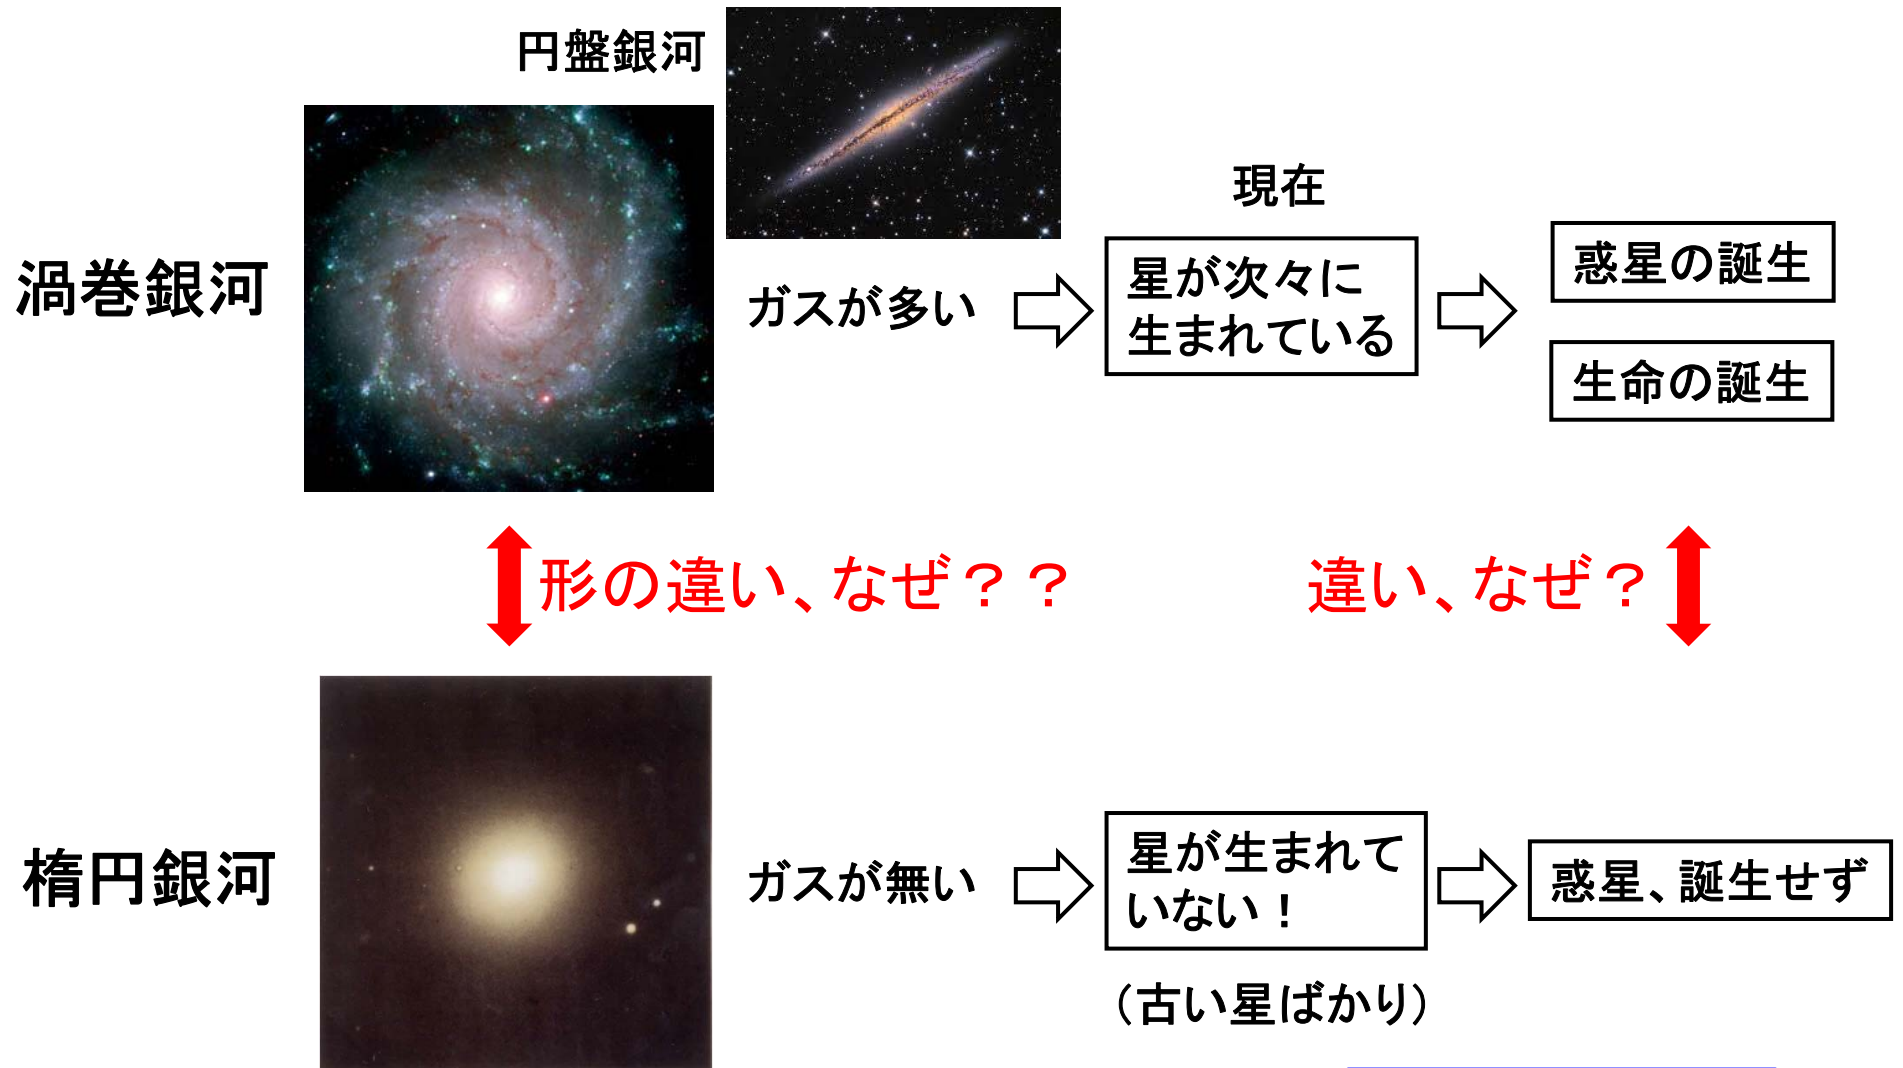 円盤銀河
現在
渦巻銀河
ガスが多い
星が次々に
生まれている
惑星の誕生
生命の誕生
形の違い、なぜ？？
違い、なぜ？
楕円銀河
ガスが無い
星が生まれて
いない！
惑星、誕生せず
（古い星ばかり）